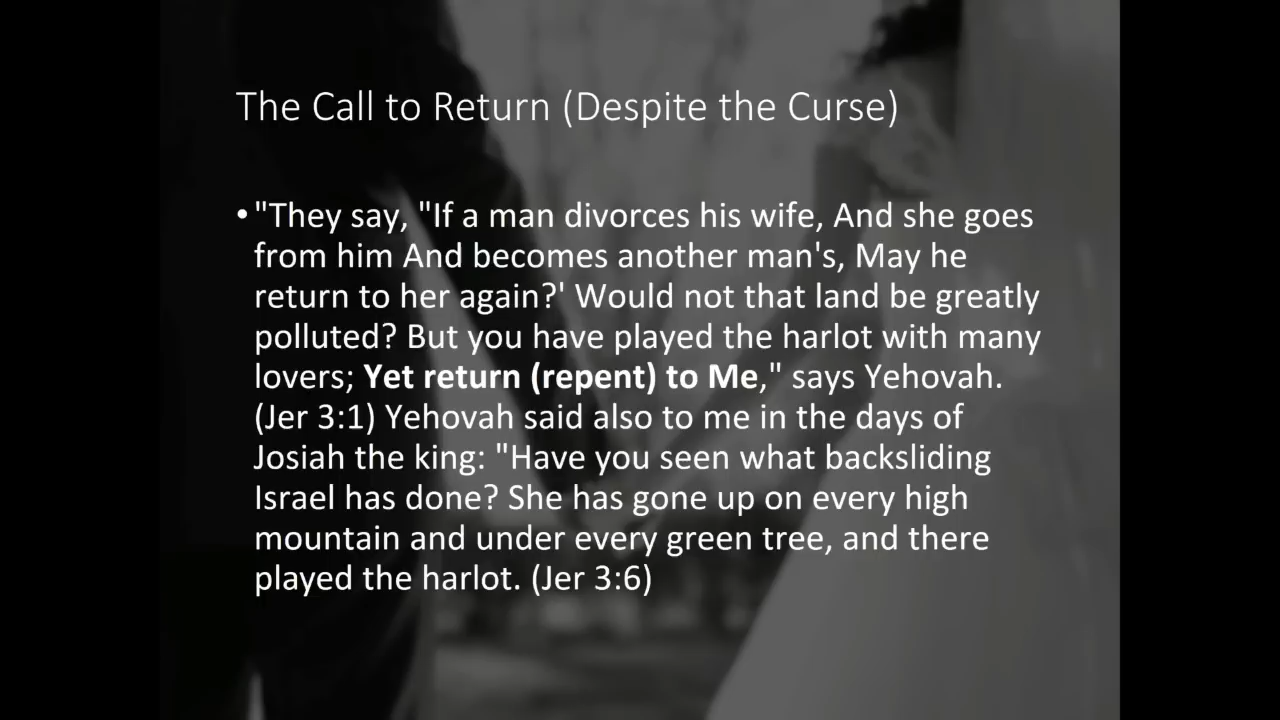 The Call to Return (Despite the Curse)
•"They say, "If a man divorces his wife, And she goes
from him And becomes another man's, May he
return to her again?' Would not that land be greatly
polluted? But you have played the harlot with many
lovers; Yet return (repent) to Me," says Yehovah.
(Jer 3:1) Yehovah said also to me in the days of
Josiah the king: "Have you seen what backsliding
Israel has done? She has gone up on every high
mountain and under every green tree, and there
played the harlot. (Jer 3:6)